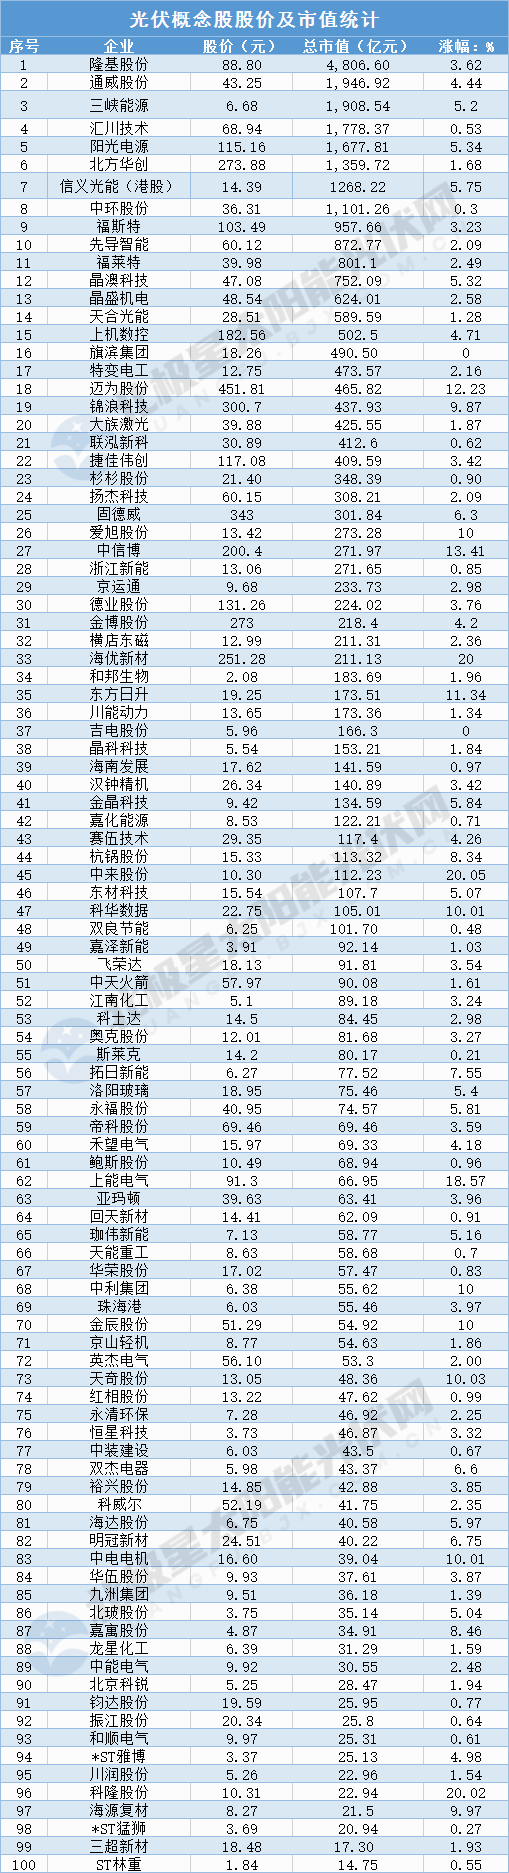 光伏概念股股价及市值统计
序号 企业 股价（元） 总市值（亿元） 涨幅：%
1 隆基股份 88.80 4,806.60 3.62
2 通威股份 43.25 1,946.92 4.44
3 三峡能源 6.68 1,908.54 5.2
4 汇川技术 68.94 1,778.37 0.53
5 阳光电源 115.16 1,677.81 5.34
6 北方华创 273.88 1,359.72 1.68
7 信义光能（港股） 14.39 1268.22 5.75
8 中环股份 36.31 1,101.26 0.3
9 福斯特 103.49 957.66 3.23
10 先导智能 60.12 872.77 2.09
11 福莱特 39.98 801.1 2.49
12 晶澳科技 47.08 752.09 5.32
13 晶盛机电 48.54 624.01 2.58
14 天合光能 28.51 589.59 1.28
15 上机数控 182.56 502.5 4.71
16 旗滨集团 18.26 490.50 0
17 特变电工 12.75 473.57 2.16
18 迈为股份 451.81 465.82 12.23
19 锦浪科技 300.7 437.93 9.87
20 大族激光 39.88 425.55 1.87
21 联泓新科 30.89 412.6 0.62
22 捷佳伟创 117.08 409.59 3.42
23 杉杉股份 21.40 348.39 0.90
24 扬杰科技 60.15 308.21 2.09
25 固德威 343 301.84 6.3
26 爱旭股份 13.42 273.28 10
27 中信博 200.4 271.97 13.41
28 浙江新能 13.06 271.65 0.85
29 京运通 9.68 233.73 2.98
30 德业股份 131.26 224.02 3.76
31 金博股份 273 218.4 4.2
32 横店东磁 12.99 211.31 2.36
33 海优新材 251.28 211.13 20
34 和邦生物 2.08 183.69 1.96
35 东方日升 19.25 173.51 11.34
36 川能动力 13.65 173.36 1.34
37 吉电股份 5.96 166.3 0
38 晶科科技 5.54 153.21 1.84
39 海南发展 17.62 141.59 0.97
40 汉钟精机 26.34 140.89 3.42
41 金晶科技 9.42 134.59 5.84
42 嘉化能源 8.53 122.21 0.71
43 赛伍技术 29.35 117.4 4.26
44 杭锅股份 15.33 113.32 8.34
45 中来股份 10.30 112.23 20.05
46 东材科技 15.54 107.7 5.07
47 科华数据 22.75 105.01 10.01
48 双良节能 6.25 101.70 0.48
49 嘉泽新能 3.91 92.14 1.03
50 飞荣达 18.13 91.81 3.54
51 中天火箭 57.97 90.08 1.61
52 江南化工 5.1 89.18 3.24
53 科士达 14.5 84.45 2.98
54 奥克股份 12.01 81.68 3.27
55 斯莱克 14.2 80.17 0.21
56 拓日新能 6.27 77.52 7.55
57 洛阳玻璃 18.95 75.46 5.4
58 永福股份 40.95 74.57 5.81
59 帝科股份 69.46 69.46 3.59
60 禾望电气 15.97 69.33 4.18
61 鲍斯股份 10.49 68.94 0.96
62 上能电气 91.3 66.95 18.57
63 亚玛顿 39.63 63.41 3.96
64 回天新材 14.41 62.09 0.91
65 珈伟新能 7.13 58.77 5.16
66 天能重工 8.63 58.68 0.7
67 华荣股份 17.02 57.47 0.83
68 中利集团 6.38 55.62 10
69 珠海港 6.03 55.46 3.97
70 金辰股份 51.29 54.92 10
71 京山轻机 8.77 54.63 1.86
72 英杰电气 56.10 53.3 2.00
73 天奇股份 13.05 48.36 10.03
74 红相股份 13.22 47.62 0.99
75 永清环保 7.28 46.92 2.25
76 恒星科技 3.73 46.87 3.32
77 中装建设 6.03 43.5 0.67
78 双杰电器 5.98 43.37 6.6
79 裕兴股份 14.85 42.88 3.85
80 科威尔 52.19 41.75 2.35
81 海达股份 6.75 40.58 5.97
82 明冠新材 24.51 40.22 6.75
83 中电电机 16.60 39.04 10.01
84 华伍股份 9.93 37.61 3.87
85 九洲集团 9.51 36.18 1.39
86 北玻股份 3.75 35.14 5.04
87 嘉寓股份 4.87 34.91 8.46
88 龙星化工 6.39 31.29 1.59
89 中能电气 9.92 30.55 2.48
90 北京科锐 5.25 28.47 1.94
91 钧达股份 19.59 25.95 0.77
92 振江股份 20.34 25.8 0.64
93 和顺电气 9.97 25.31 0.61
94 *ST雅博 3.37 25.13 4.98
95 川润股份 5.26 22.96 1.54
96 科隆股份 10.31 22.94 20.02
97 海源复材 8.27 21.5 9.97
98 *ST猛狮 3.69 20.94 0.27
99 三超新材 18.48 17.30 1.93
100 ST林重 1.84 14.75 0.55